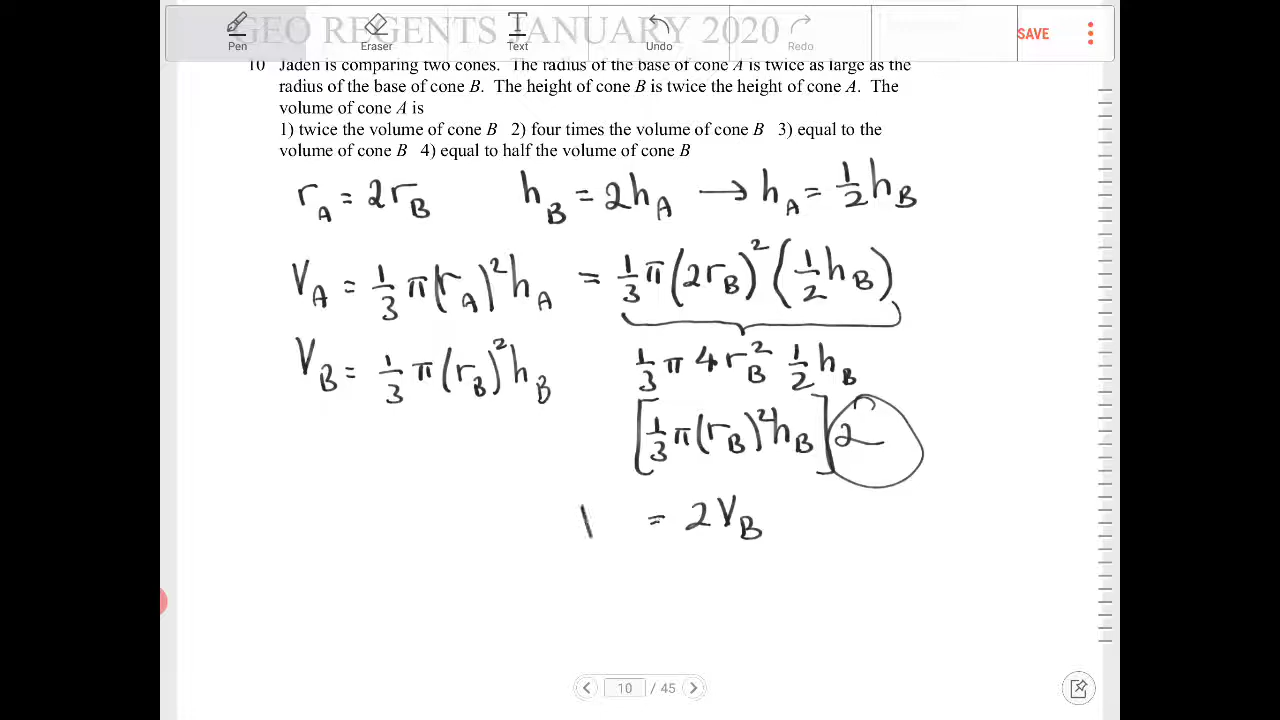 GEO REGENTS JANUARY 2020
Pen Eraser Text Undo Redo SAVE
10 Jaden is comparing two cones. The radius of the base of cone A is twice as large as the
radius of the base of cone B. The height of cone B is twice the height of cone A. The
volume of cone A is
1) twice the volume of cone B 2) four times the volume of cone B 3) equal to the
volume of cone B 4) equal to half the volume of cone B
r_A = 2r_B h_B = 2h_A → h_A = 1/2 h_B
V_A = 1/3 π(r_A)² h_A = 1/3 π(2r_B)² (1/2 h_B)
V_B = 1/3 π(r_B)² h_B 1/3 π 4 r_B² 1/2 h_B
[1/3 π(r_B)² h_B] 2
= 2V_B
10 / 45